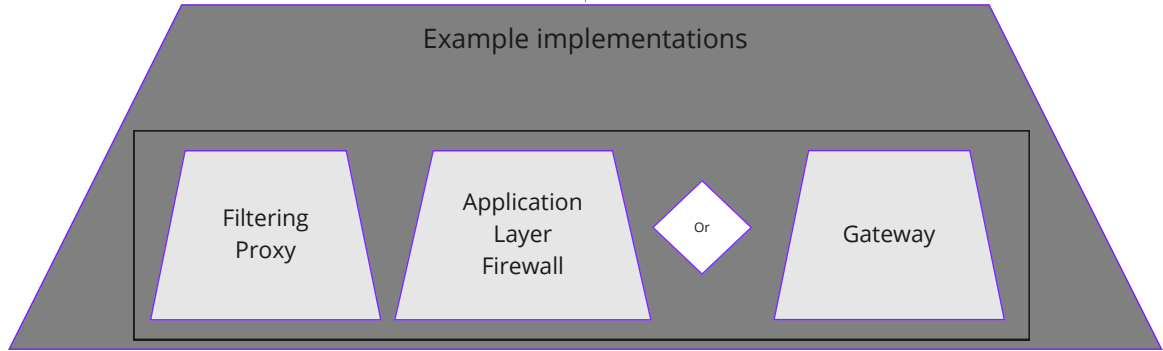 Example implementations
Filtering
Proxy
Application
Layer
Firewall
Or
Gateway